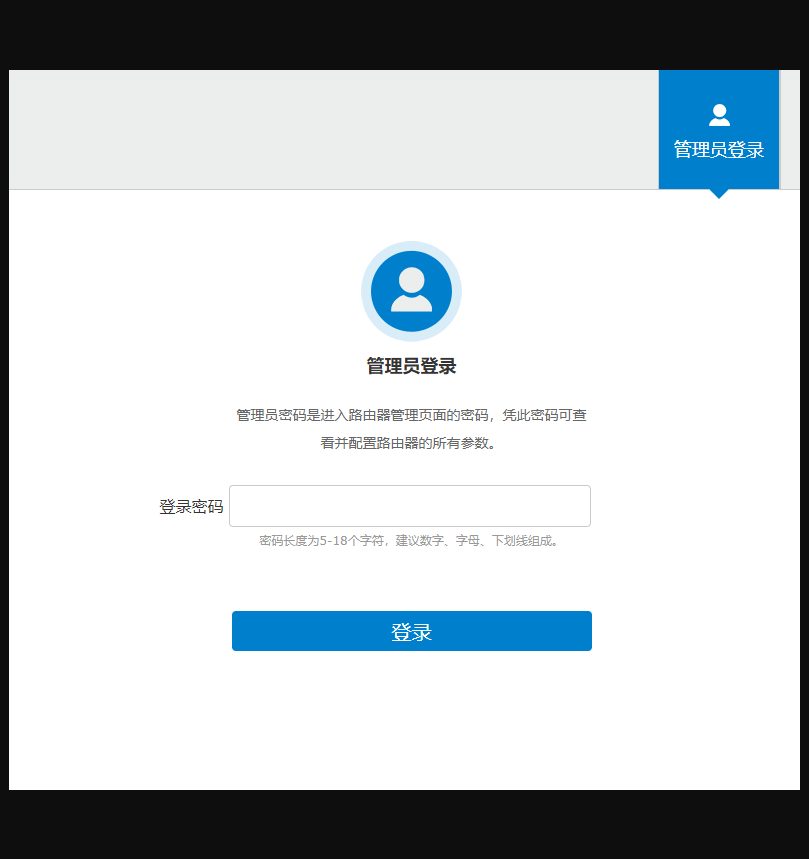 管理员登录
管理员登录
管理员密码是进入路由器管理页面的密码，凭此密码可查
看并配置路由器的所有参数。
登录密码
密码长度为5-18个字符，建议数字、字母、下划线组成。
登录